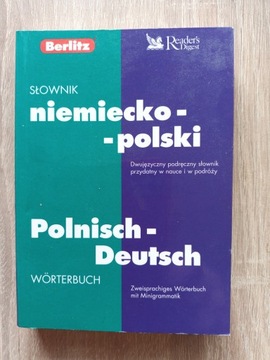 Berlitz
Reader's Digest
SŁOWNIK
niemiecko-
-polski
Dwujęzyczny podręczny słownik
przydatny w nauce i w podróży
Polnisch-
Deutsch
WÖRTERBUCH
Zweisprachiges Wörterbuch
mit Minigrammatik